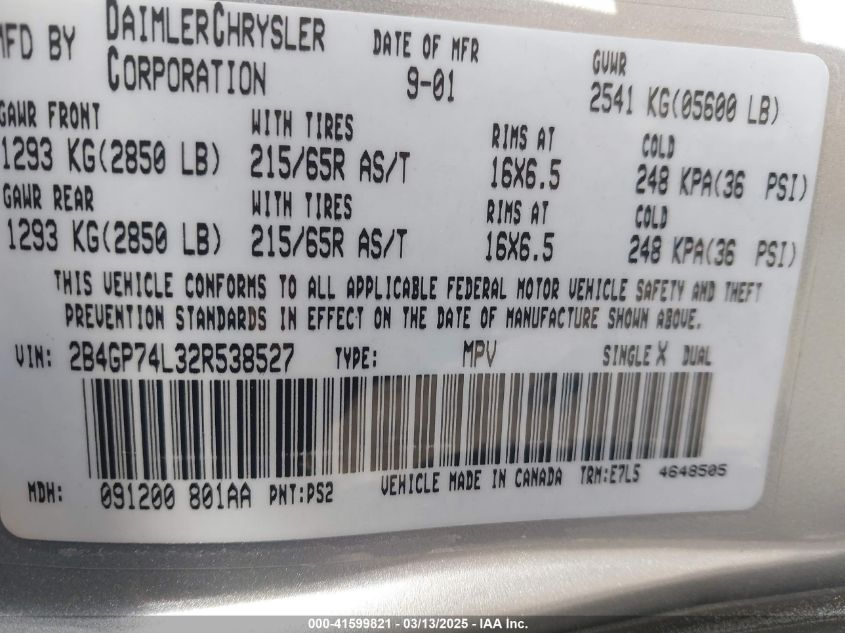 MFD BY DAIMLERCHRYSLER CORPORATION DATE OF MFR 9-01 GVWR 2541 KG(05600 LB)
GAWR FRONT WITH TIRES RIMS AT COLD
1293 KG(2850 LB) 215/65R AS/T 16X6.5 248 KPA(36 PSI)
GAWR REAR WITH TIRES RIMS AT COLD
1293 KG(2850 LB) 215/65R AS/T 16X6.5 248 KPA(36 PSI)
THIS VEHICLE CONFORMS TO ALL APPLICABLE FEDERAL MOTOR VEHICLE SAFETY AND THEFT
PREVENTION STANDARDS IN EFFECT ON THE DATE OF MANUFACTURE SHOWN ABOVE.
VIN: 2B4GP74L32R538527 TYPE: MPV SINGLE X DUAL
MDH: 091200 801AA PNT:PS2 VEHICLE MADE IN CANADA TRM:E7L5 4648505
000-41599821 - 03/13/2025 - IAA Inc.